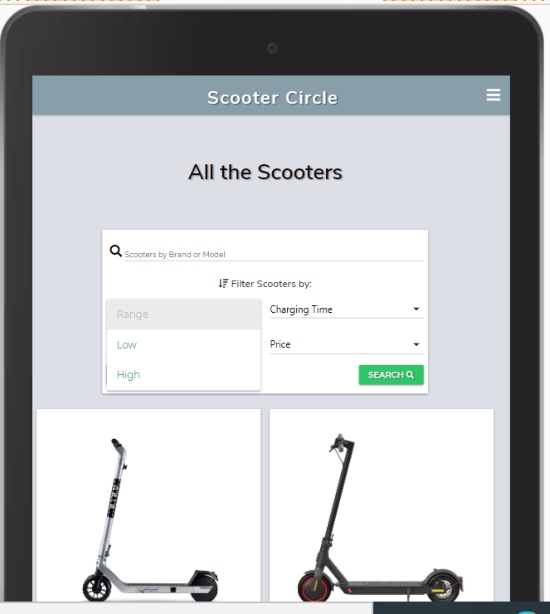 Scooter Circle
All the Scooters
Scooters by Brand or Model
Filter Scooters by:
Range
Charging Time
Low
Price
High
SEARCH